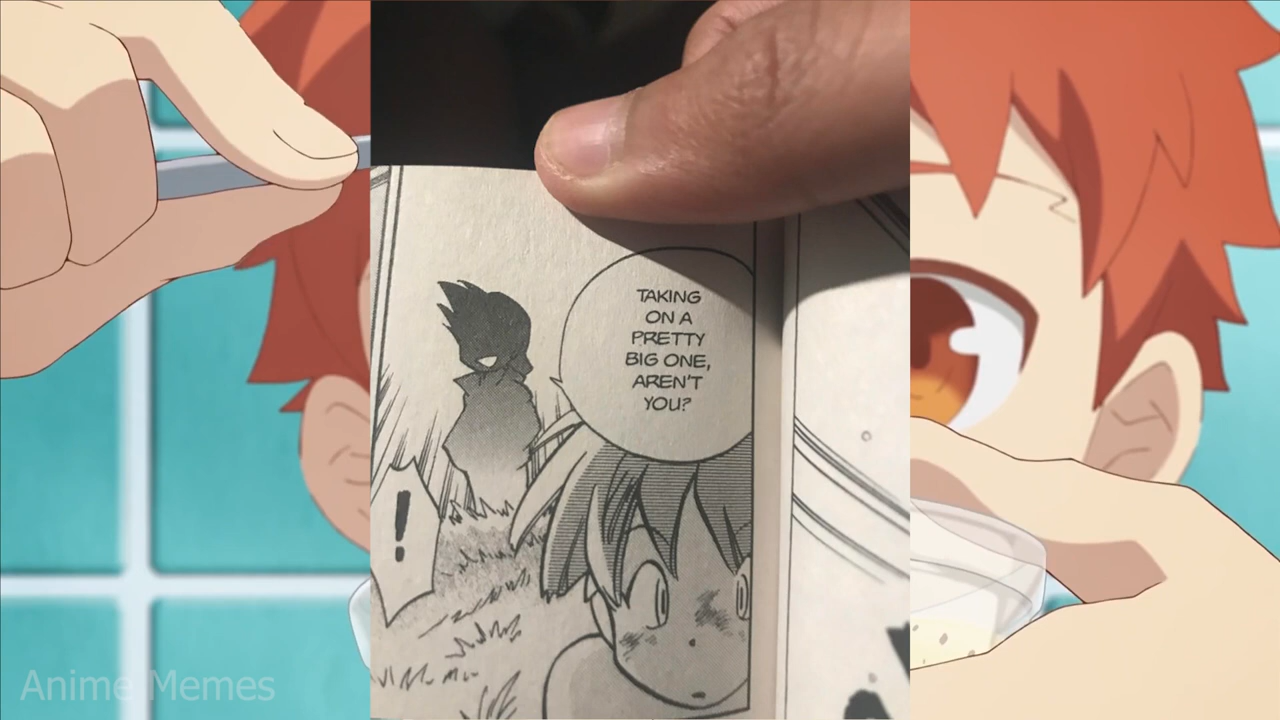 TAKING
ON A
PRETTY
BIG ONE,
AREN'T
YOU?
!
Anime Memes